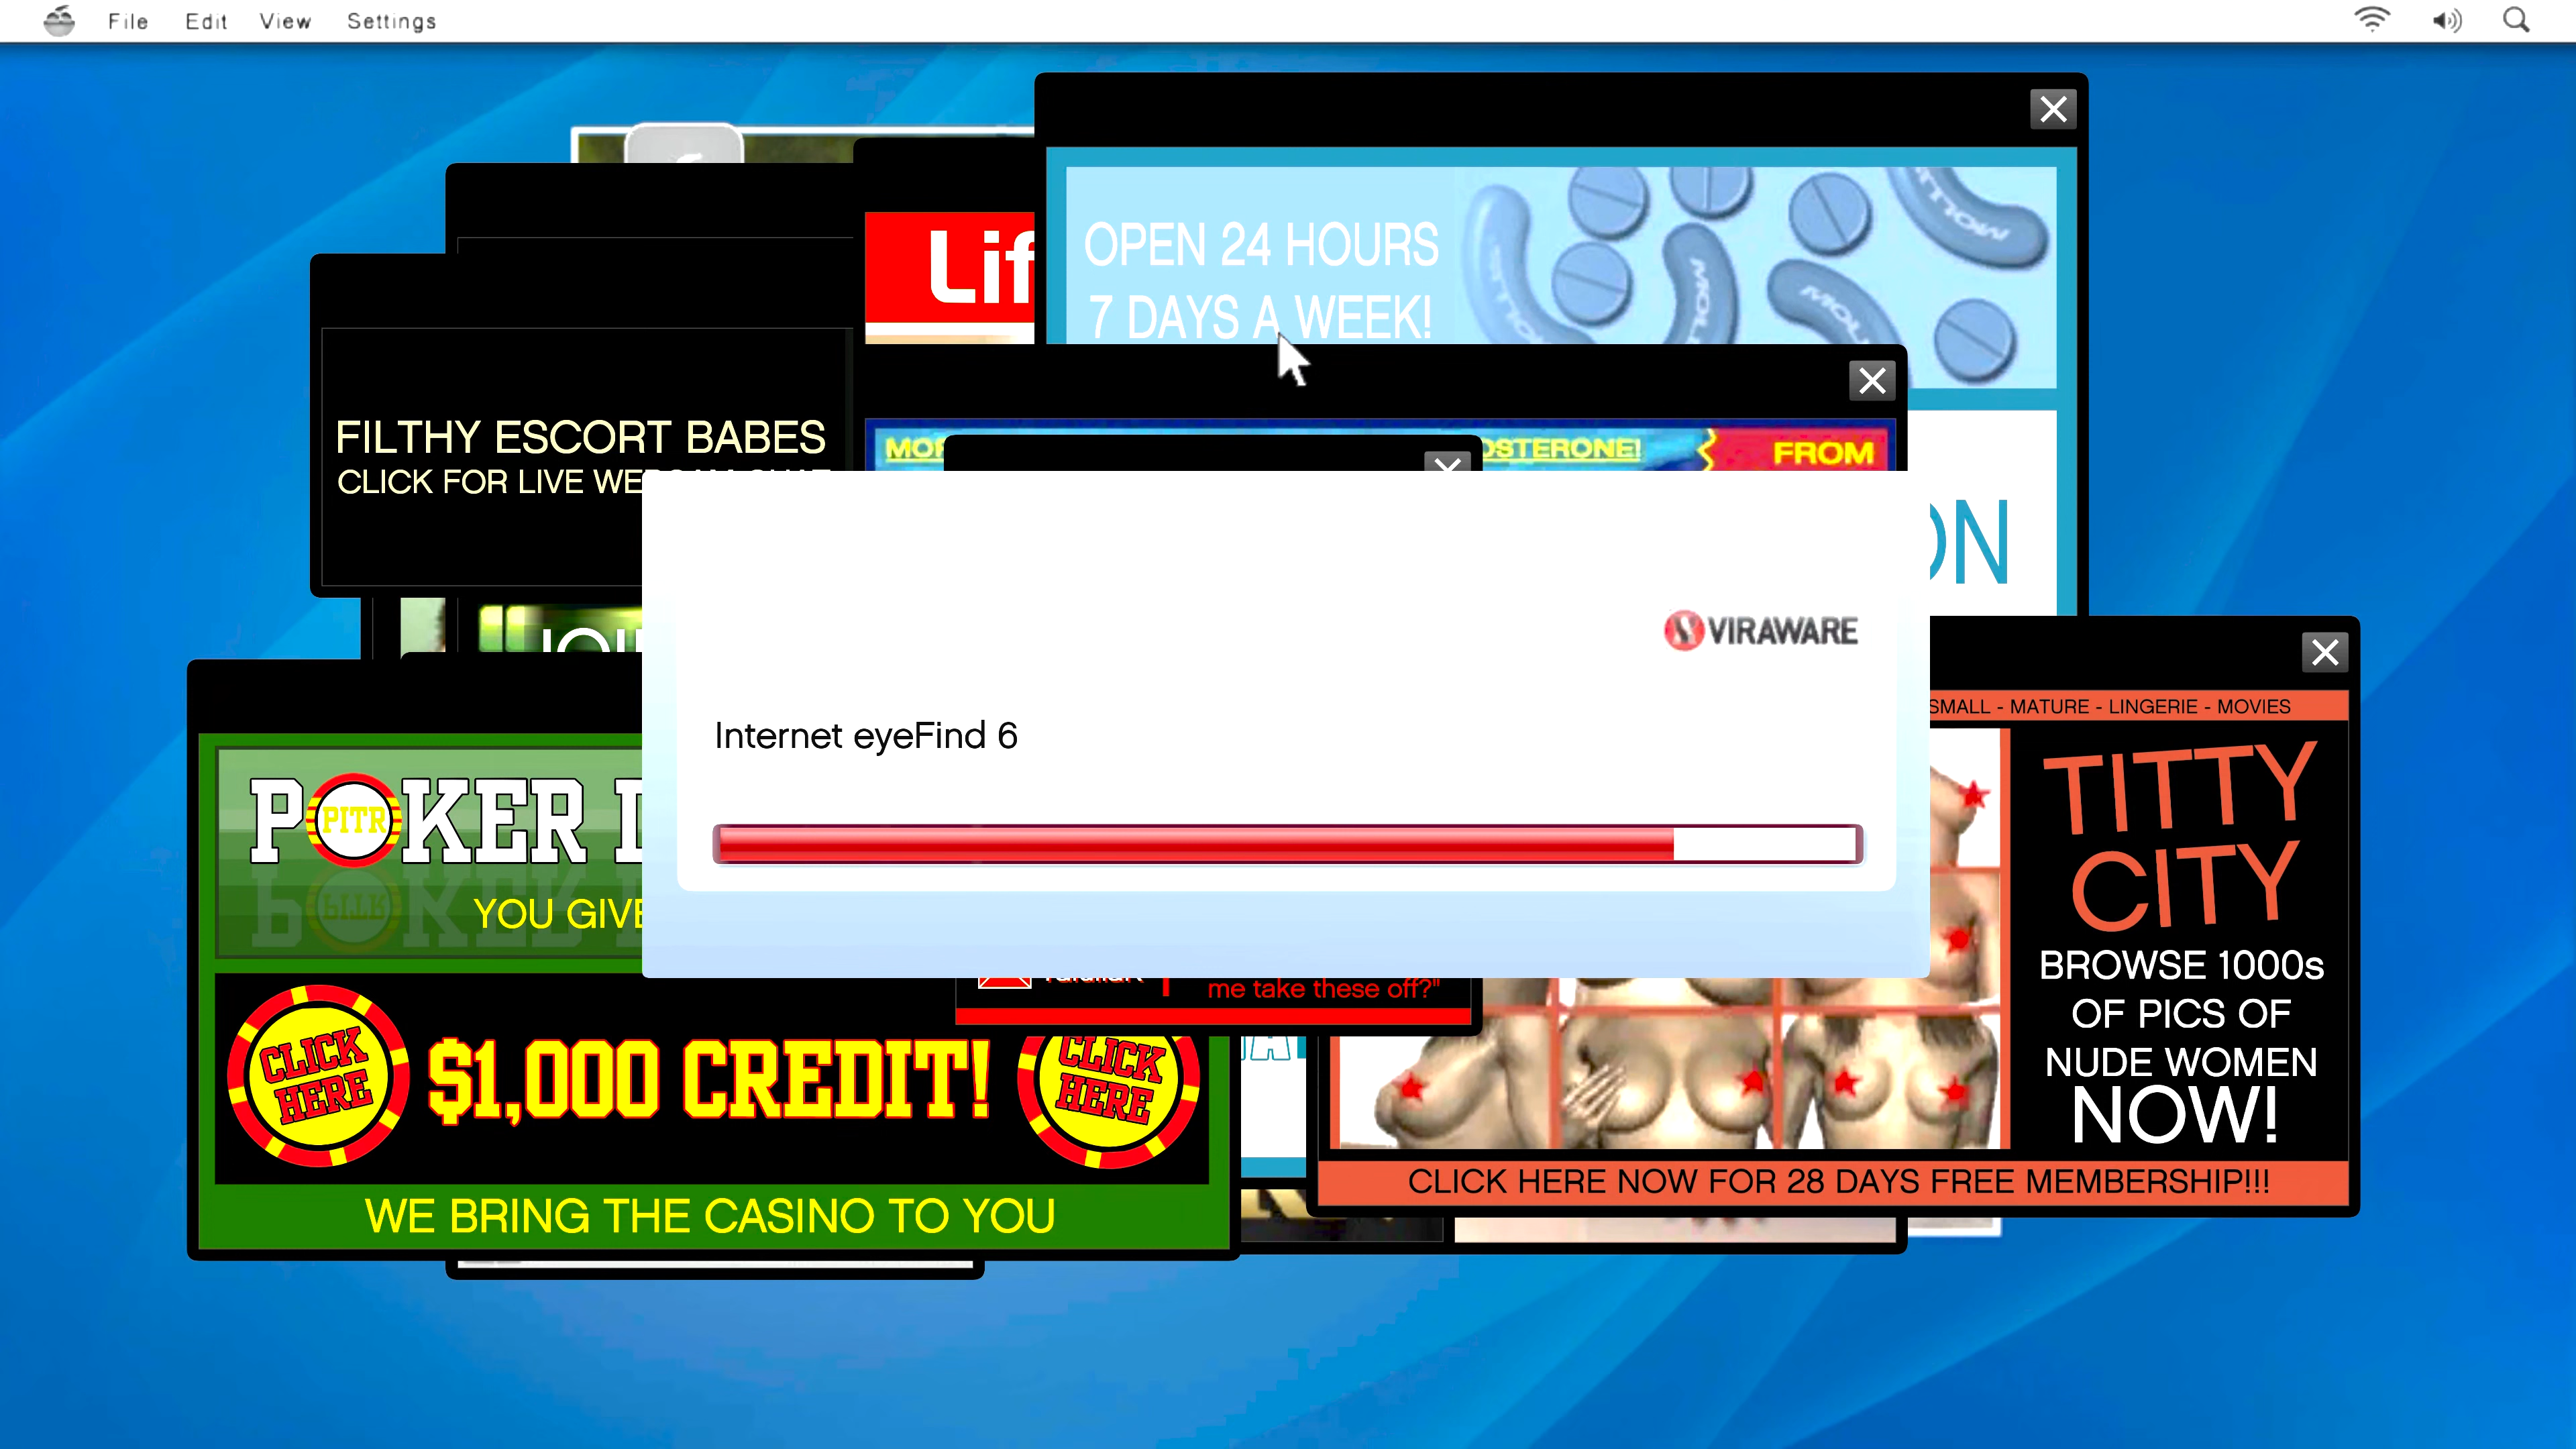 File Edit View Settings
OPEN 24 HOURS
7 DAYS A WEEK!
MOLL
FILTHY ESCORT BABES
CLICK FOR LIVE
FROM
VIRAWARE
Internet eyeFind 6
SMALL - MATURE - LINGERIE - MOVIES
TITTY
CITY
BROWSE 1000s
OF PICS OF
NUDE WOMEN
NOW!
CLICK HERE NOW FOR 28 DAYS FREE MEMBERSHIP!!!
POKER
PITR
YOU GIVE
me take these off?"
CLICK
HERE
$1,000 CREDIT!
CLICK
HERE
WE BRING THE CASINO TO YOU